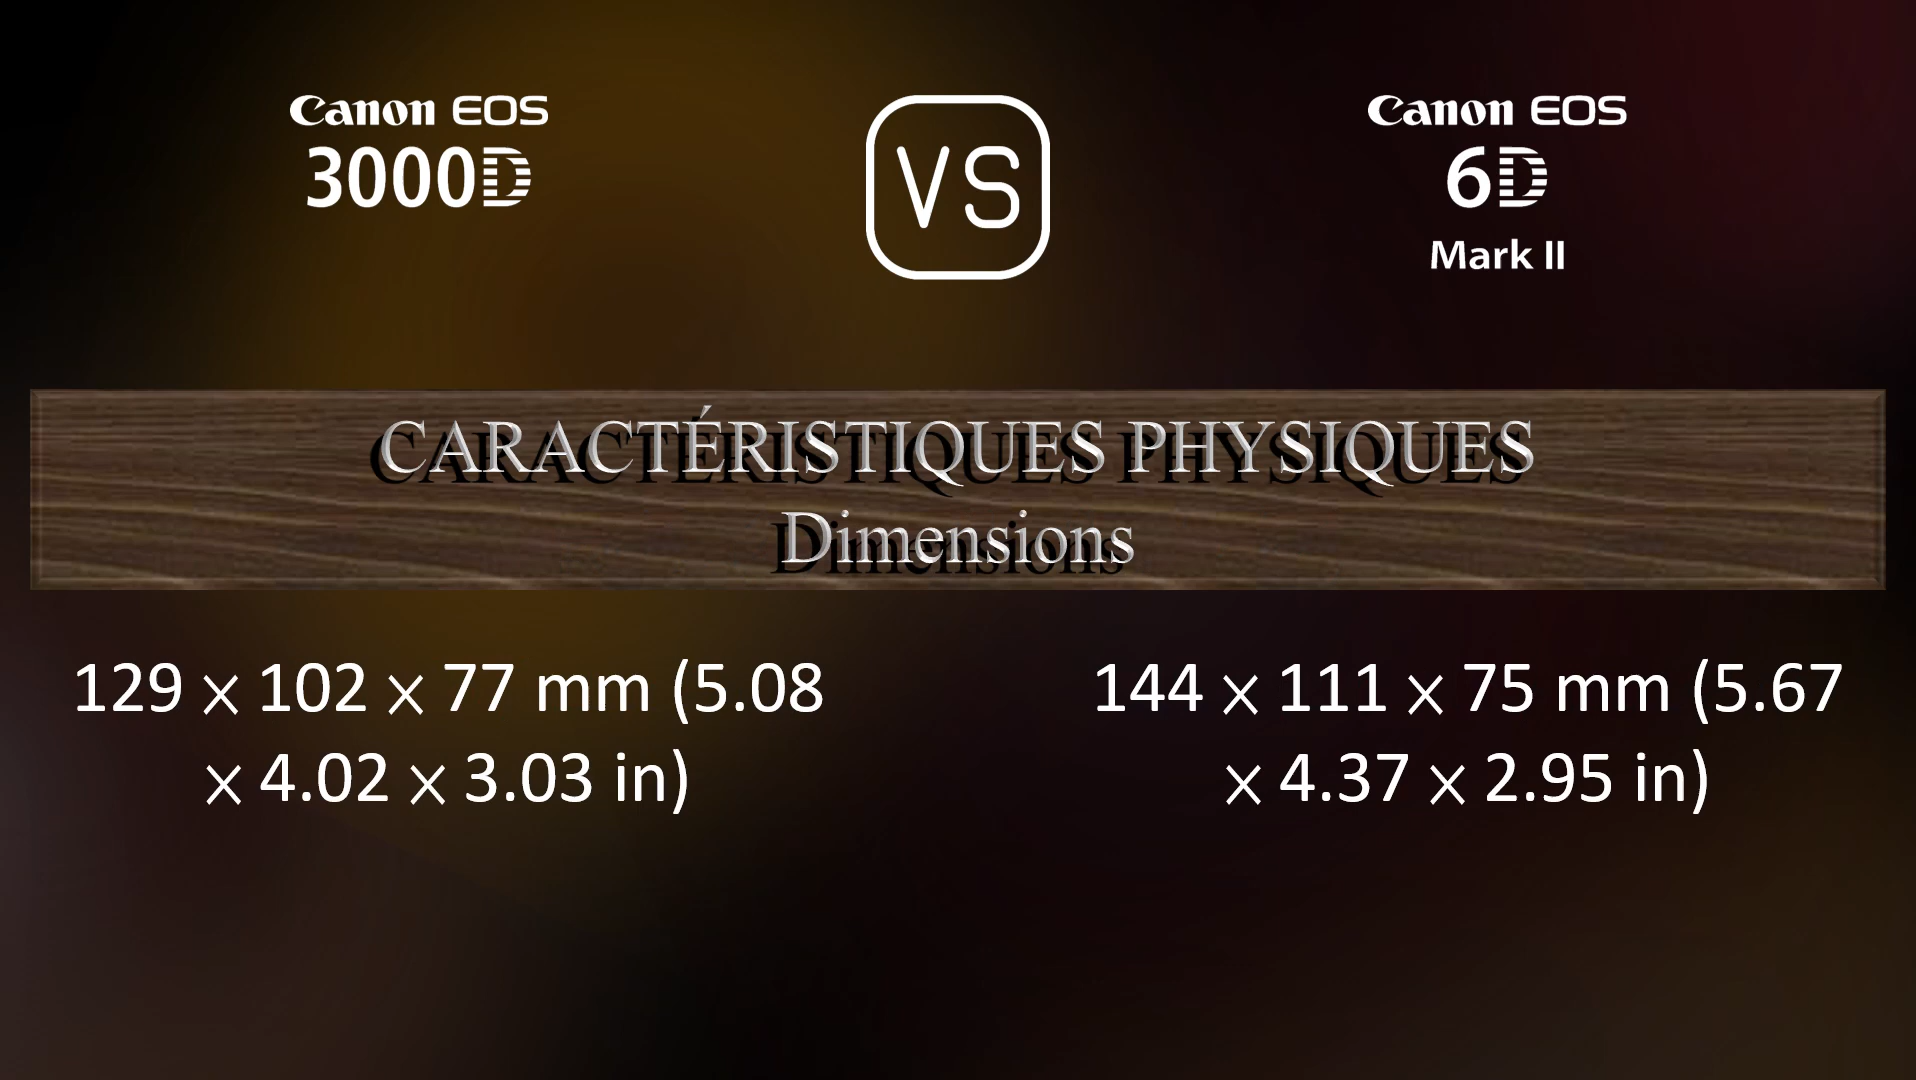 Canon EOS
3000D
VS
Canon EOS
6D
Mark II
CARACTÉRISTIQUES PHYSIQUES
Dimensions
129 x 102 x 77 mm (5.08
x 4.02 x 3.03 in)
144 x 111 x 75 mm (5.67
x 4.37 x 2.95 in)